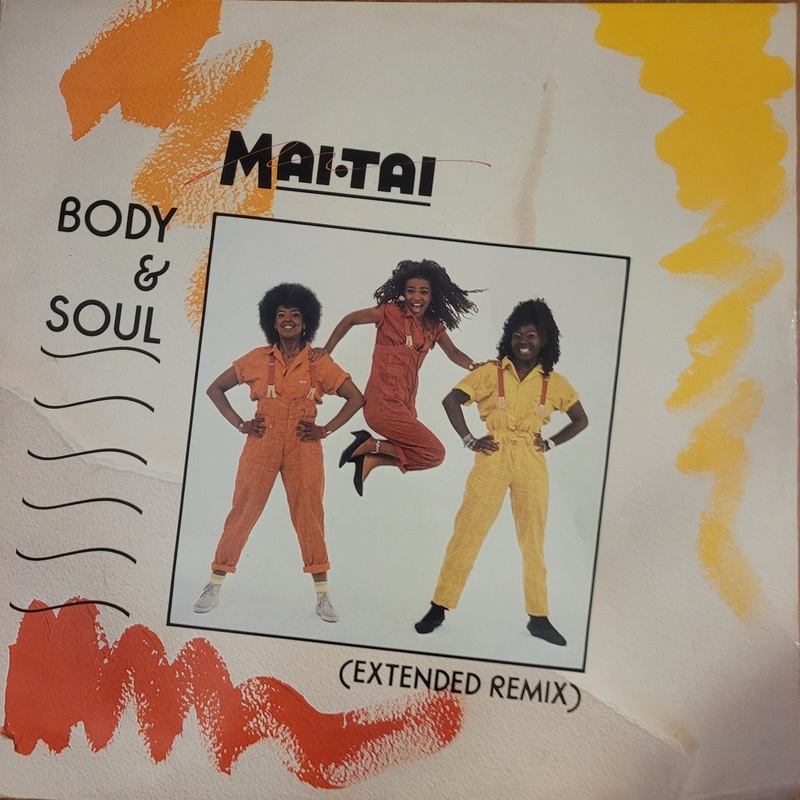 MAI·TAI
BODY
&
SOUL
(EXTENDED REMIX)